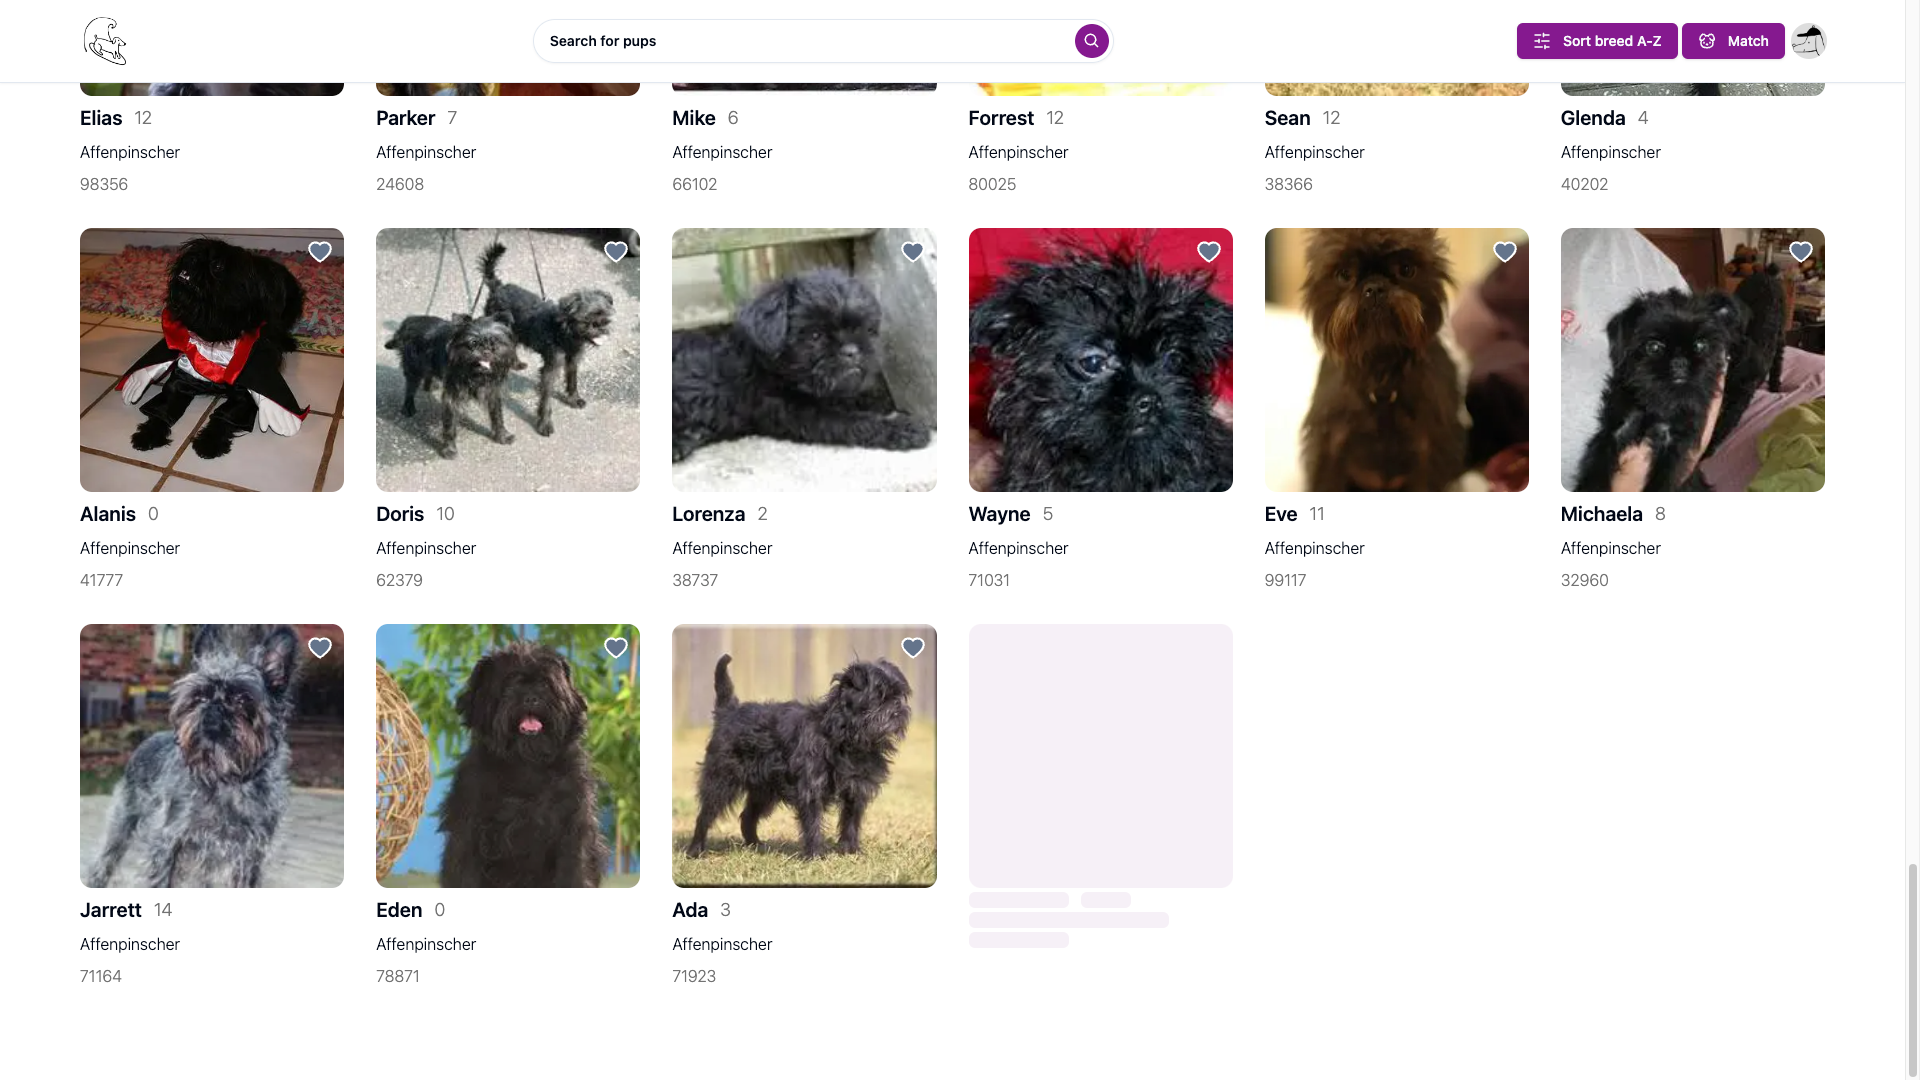 Search for pups
Sort breed A-Z
Match
Elias 12
Affenpinscher
98356
Parker 7
Affenpinscher
24608
Mike 6
Affenpinscher
66102
Forrest 12
Affenpinscher
80025
Sean 12
Affenpinscher
38366
Glenda 4
Affenpinscher
40202
Alanis 0
Affenpinscher
41777
Doris 10
Affenpinscher
62379
Lorenza 2
Affenpinscher
38737
Wayne 5
Affenpinscher
71031
Eve 11
Affenpinscher
99117
Michaela 8
Affenpinscher
32960
Jarrett 14
Affenpinscher
71164
Eden 0
Affenpinscher
78871
Ada 3
Affenpinscher
71923